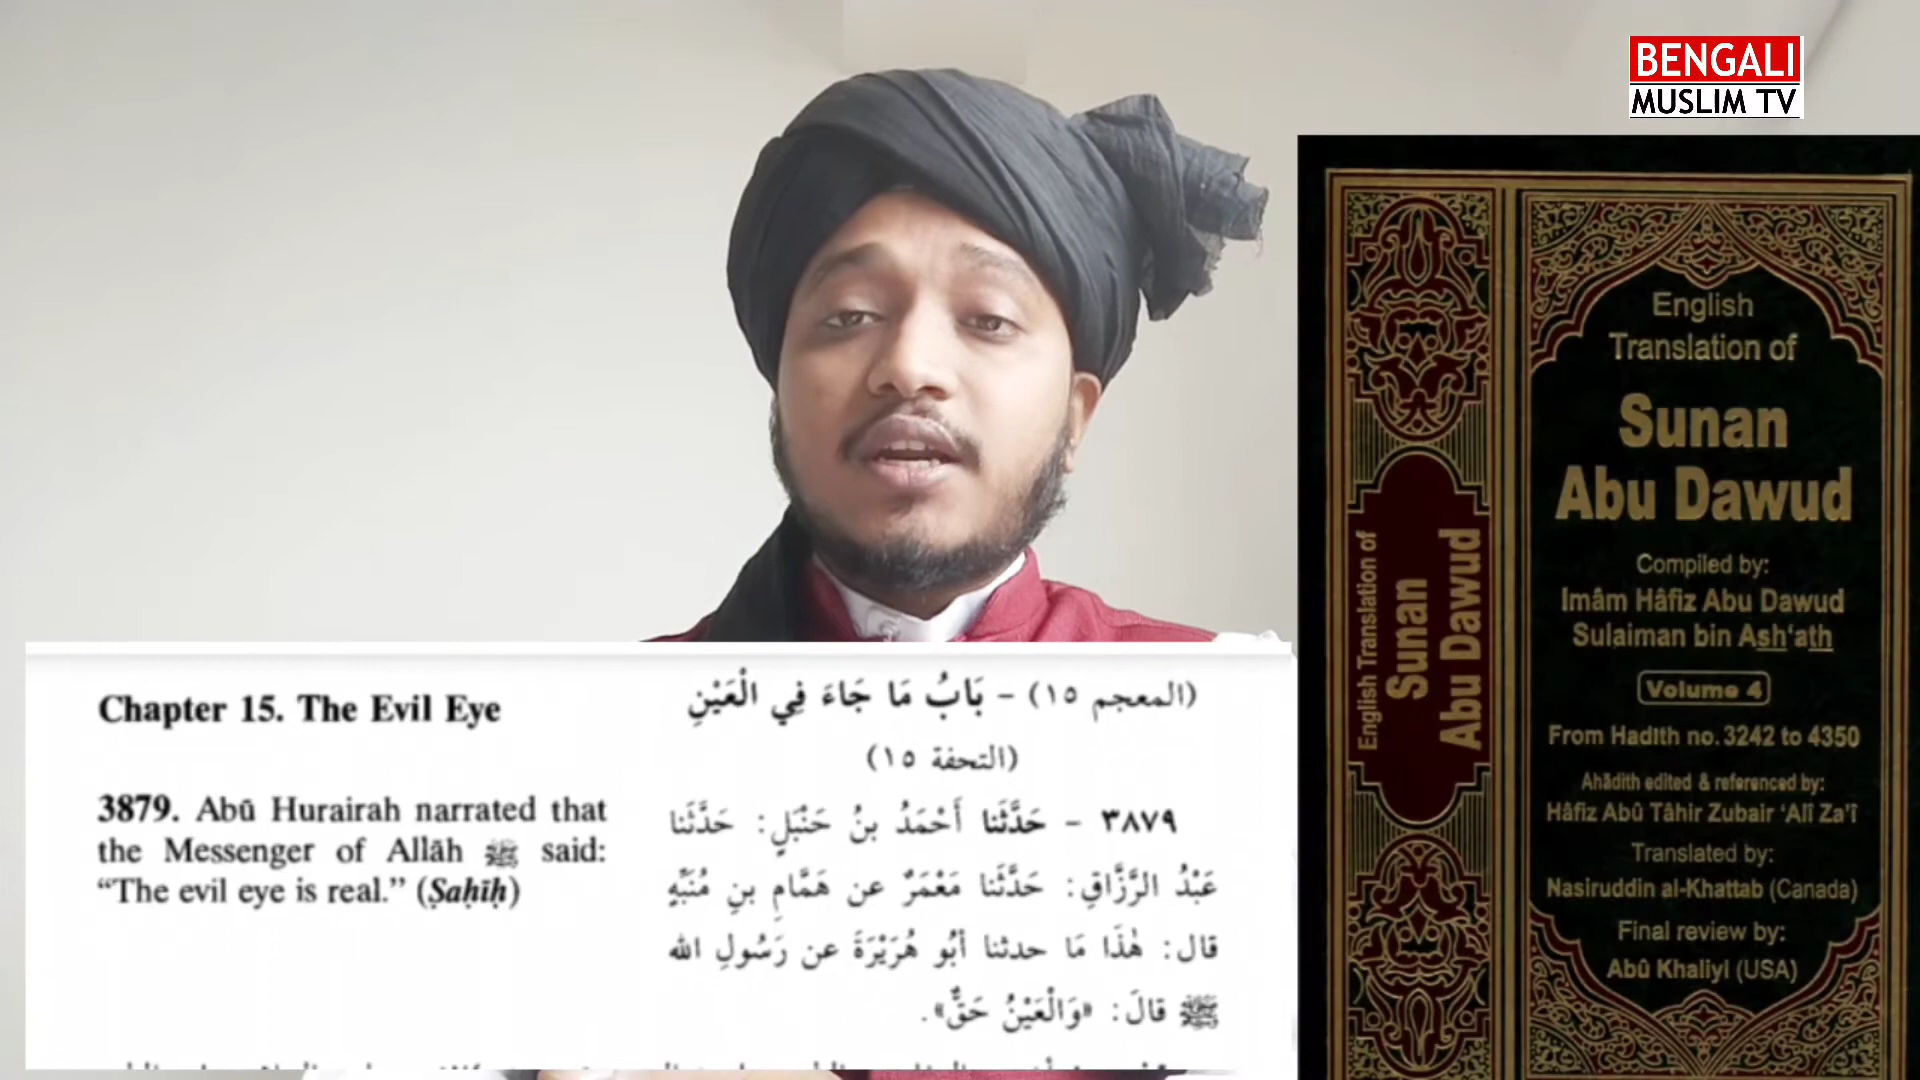 BENGALI
MUSLIM TV
English
Translation of
Sunan
Abu Dawud
Compiled by:
Imâm Hâfiz Abu Dawud
Sulaiman bin Ash‘ath
Volume 4
From Hadith no. 3242 to 4350
Ahâdith edited & referenced by:
Hâfiz Abû Tâhir Zubair ‘Alî Za'î
Translated by:
Nasiruddin al-Khattab (Canada)
Final review by:
Abû Khaliyl (USA)
English Translation of
Sunan
Abu Dawud
Chapter 15. The Evil Eye
3879. Abū Hurairah narrated that
the Messenger of Allāh ﷺ said:
“The evil eye is real.” (Ṣaḥīḥ)
(المعجم ١٥) - بَابُ مَا جَاءَ فِي الْعَيْنِ
(التحفة ١٥)
٣٨٧٩ - حَدَّثَنا أَحْمَدُ بنُ حَنْبَلٍ: حَدَّثَنا
عَبْدُ الرَّزَّاقِ: حَدَّثَنا مَعْمَرٌ عن هَمَّامِ بنِ مُنَبِّهٍ
قال: هٰذَا مَا حدثنا أبُو هُرَيْرَةَ عن رَسُولِ الله
ﷺ قالَ: «وَالْعَيْنُ حَقٌّ».